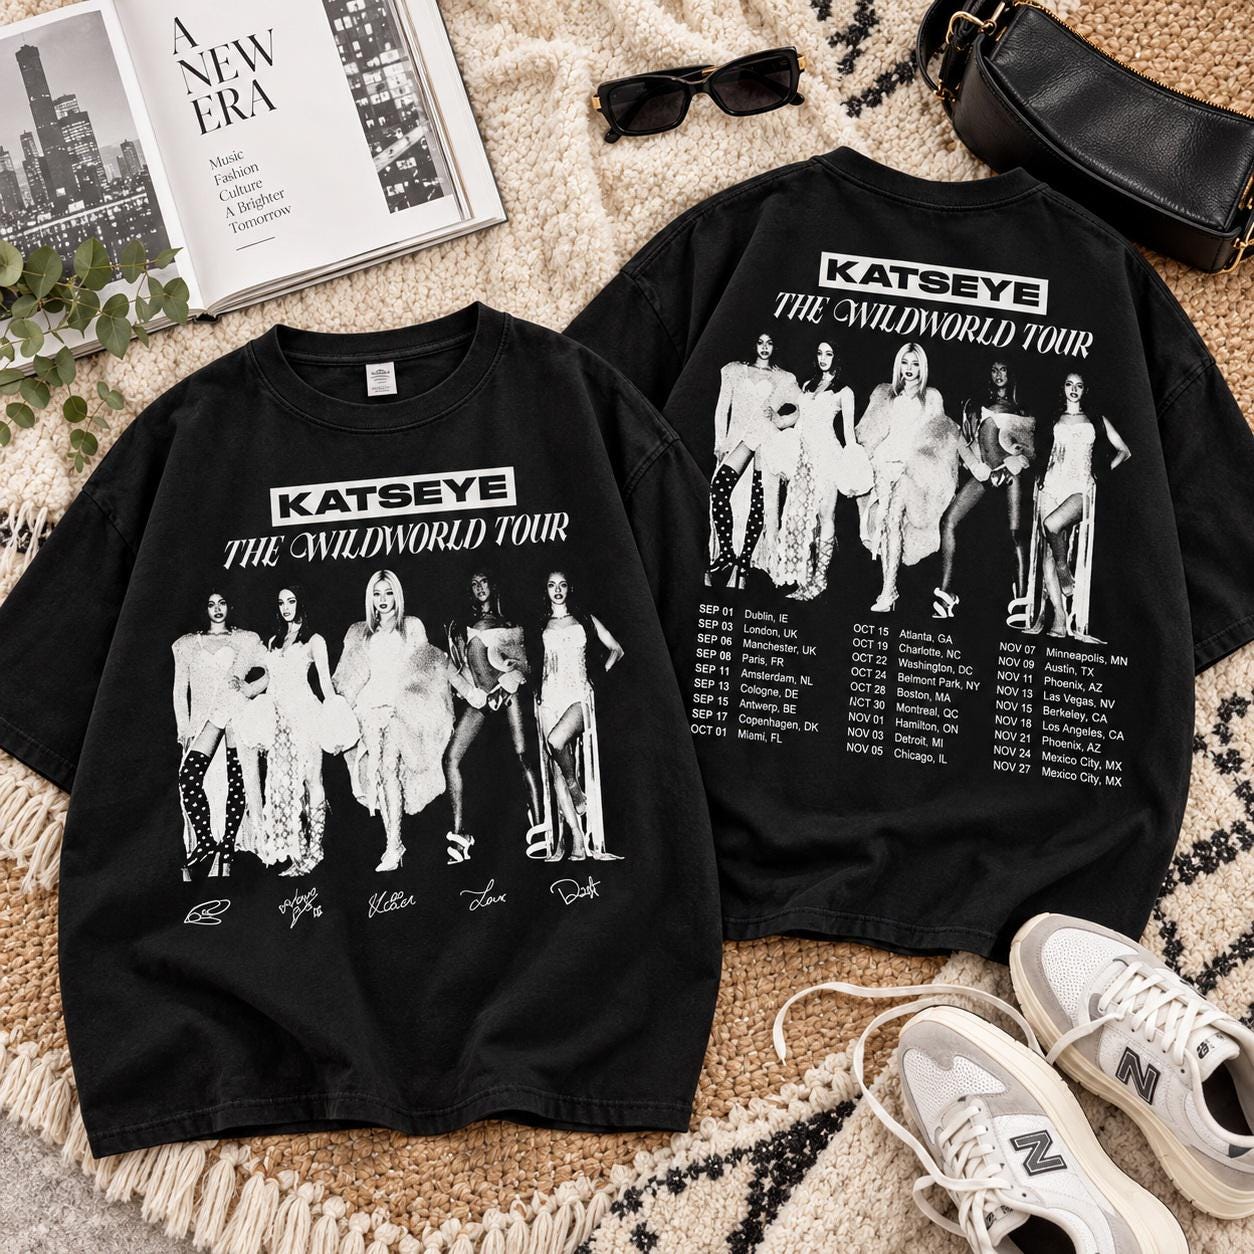 A
NEW
ERA
Music
Fashion
Culture
A Brighter
Tomorrow
KATSEYE
THE WILDWORLD TOUR
KATSEYE
THE WILDWORLD TOUR
SEP 01 Dublin, IE
SEP 03 London, UK
SEP 06 Manchester, UK
SEP 08 Paris, FR
SEP 11 Amsterdam, NL
SEP 13 Cologne, DE
SEP 15 Antwerp, BE
SEP 17 Copenhagen, DK
OCT 01 Miami, FL
OCT 15 Atlanta, GA
OCT 19 Charlotte, NC
OCT 22 Washington, DC
OCT 24 Belmont Park, NY
OCT 28 Boston, MA
30 Montreal, QC
NOV 01 Hamilton, ON
NOV 03 Detroit, MI
NOV 05 Chicago, IL
NOV 07 Minneapolis, MN
NOV 09 Austin, TX
NOV 11 Phoenix, AZ
NOV 13 Las Vegas, NV
NOV 15 Berkeley, CA
NOV 18 Los Angeles, CA
NOV 21 Phoenix, AZ
NOV 24 Mexico City, MX
NOV 27 Mexico City, MX
N
N